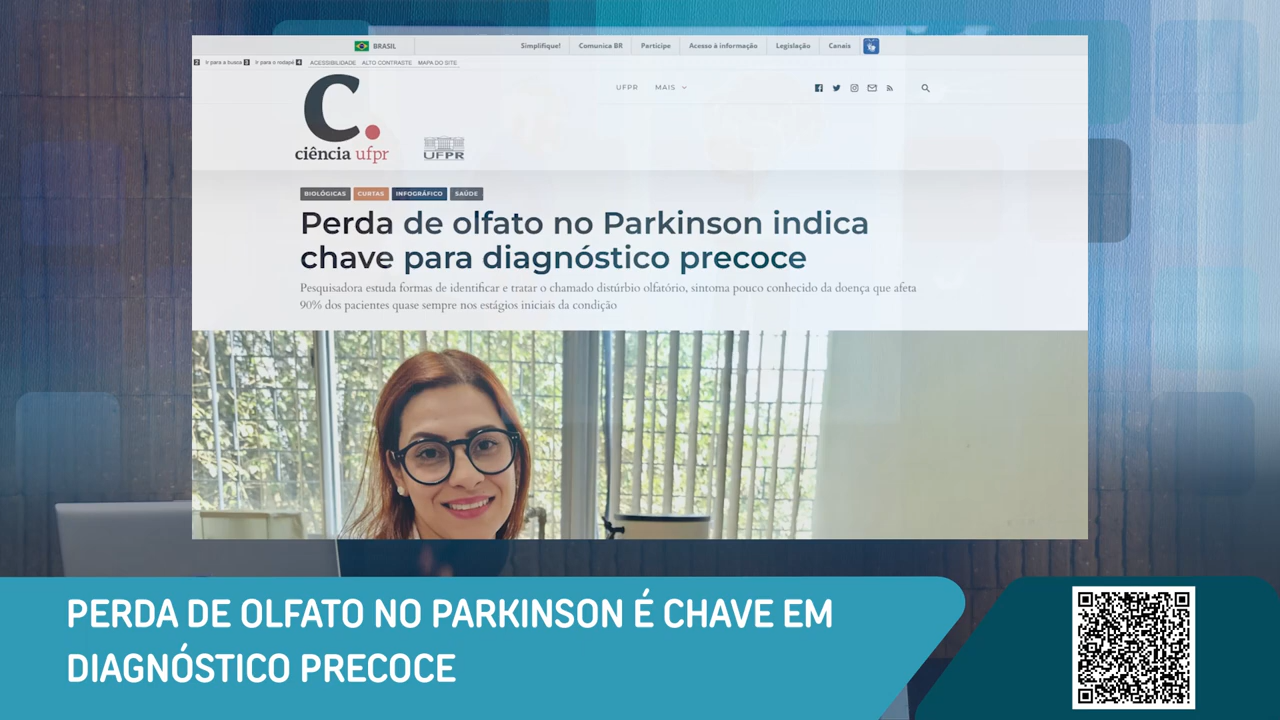 BRASIL
Simplifique!
Comunica BR
Participe
Acesso à informação
Legislação
Canais
2 Ir para a busca 3 Ir para o rodapé 4 ACESSIBILIDADE ALTO CONTRASTE MAPA DO SITE
UFPR MAIS
C.
ciência ufpr
UFPR
BIOLÓGICAS CURTAS INFOGRÁFICO SAÚDE
Perda de olfato no Parkinson indica
chave para diagnóstico precoce
Pesquisadora estuda formas de identificar e tratar o chamado distúrbio olfatório, sintoma pouco conhecido da doença que afeta
90% dos pacientes quase sempre nos estágios iniciais da condição
PERDA DE OLFATO NO PARKINSON É CHAVE EM
DIAGNÓSTICO PRECOCE